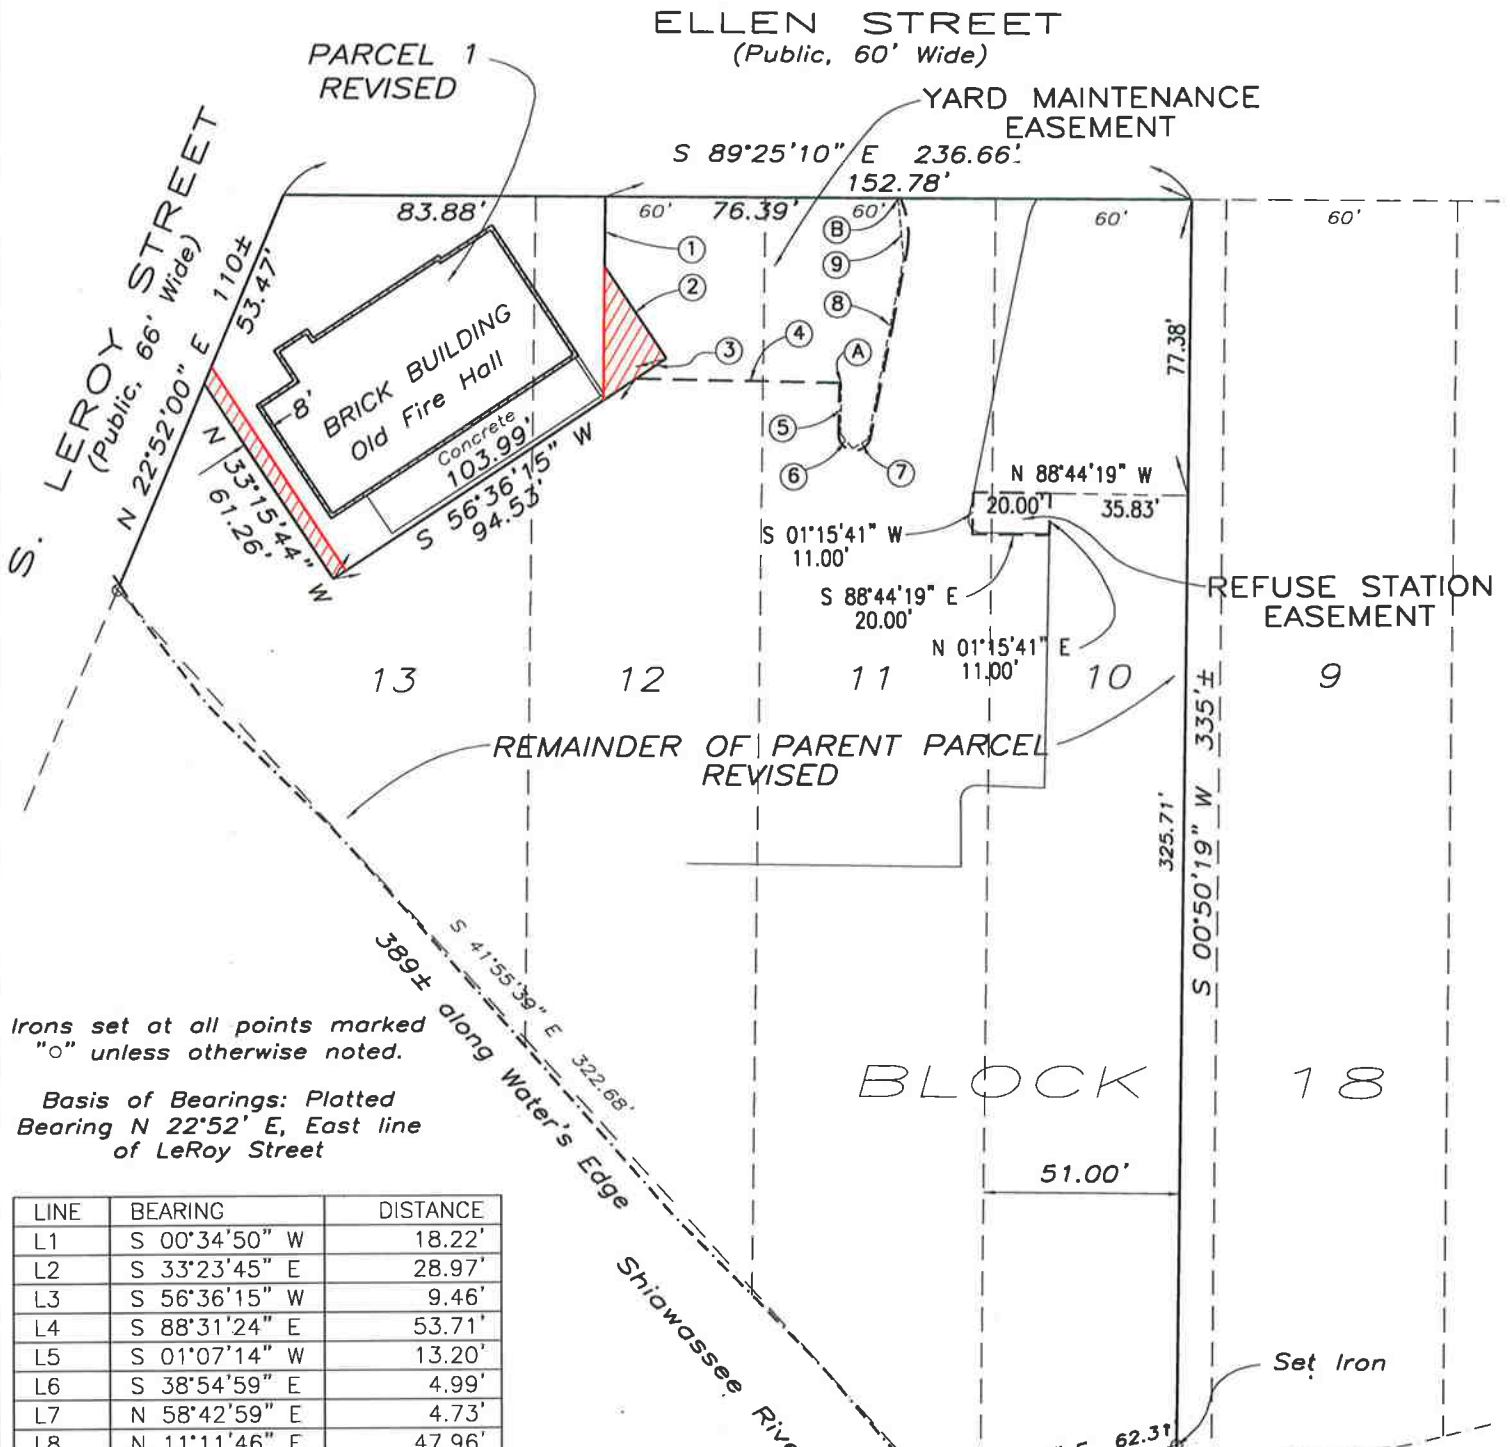 ELLEN STREET
(Public, 60' Wide)
PARCEL 1
REVISED
YARD MAINTENANCE
EASEMENT
S 89°25'10" E 236.66'
152.78'
83.88'
60'
76.39'
60'
60'
60'
S. LEROY STREET
(Public, 66' Wide)
N 22°52'00" E 110±
53.47'
B
1
9
2
8
4
3
A
5
6
7
8'
BRICK BUILDING
Old Fire Hall
Concrete
103.99'
S 56°36'15" W
94.53'
N 33°15'44" W
61.26'
77.38'
N 88°44'19" W
20.00'
35.83'
S 01°15'41" W
11.00'
S 88°44'19" E
20.00'
N 01°15'41" E
11.00'
REFUSE STATION
EASEMENT
13
12
11
10
9
REMAINDER OF PARENT PARCEL
REVISED
S 00°50'19" W 335'±
325.71'
S 41°55'39" E 322.68'
389± along Water's Edge
Irons set at all points marked
"o" unless otherwise noted.
Basis of Bearings: Platted
Bearing N 22°52' E, East line
of LeRoy Street
BLOCK 18
51.00'
LINE BEARING DISTANCE
L1 S 00°34'50" W 18.22'
L2 S 33°23'45" E 28.97'
L3 S 56°36'15" W 9.46'
L4 S 88°31'24" E 53.71'
L5 S 01°07'14" W 13.20'
L6 S 38°54'59" E 4.99'
L7 N 58°42'59" E 4.73'
L8 N 11°11'46" E 47.96'
Shiawassee
Set Iron
62.31'